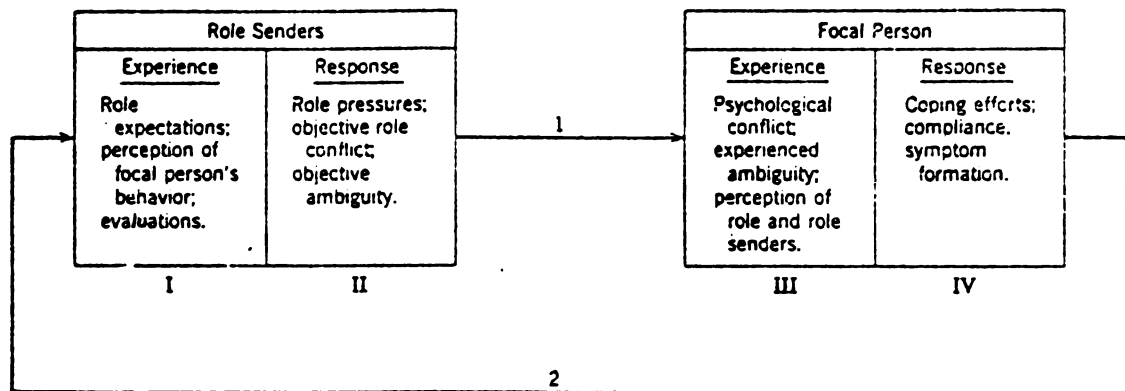 Role Senders
Experience
Role
expectations;
perception of
focal person's
behavior;
evaluations.
Response
Role pressures;
objective role
conflict;
objective
ambiguity.
I
II
1
Focal Person
Experience
Psychological
conflict;
experienced
ambiguity;
perception of
role and role
senders.
Response
Coping efforts;
compliance.
symptom
formation.
III
IV
2